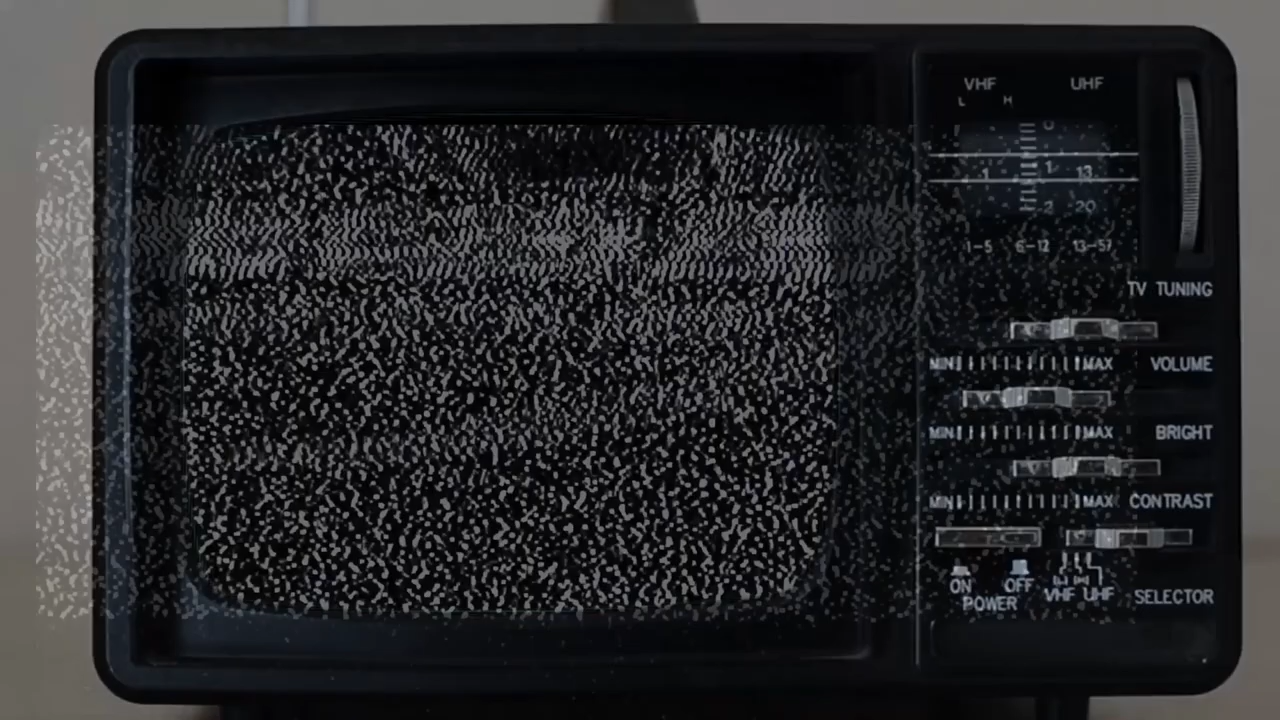 VHF UHF
L H
1 1 13
2 20
1-5 6-12 13-57
TV TUNING
MIN MAX VOLUME
MIN MAX BRIGHT
MIN MAX CONTRAST
ON OFF VHF UHF
POWER SELECTOR